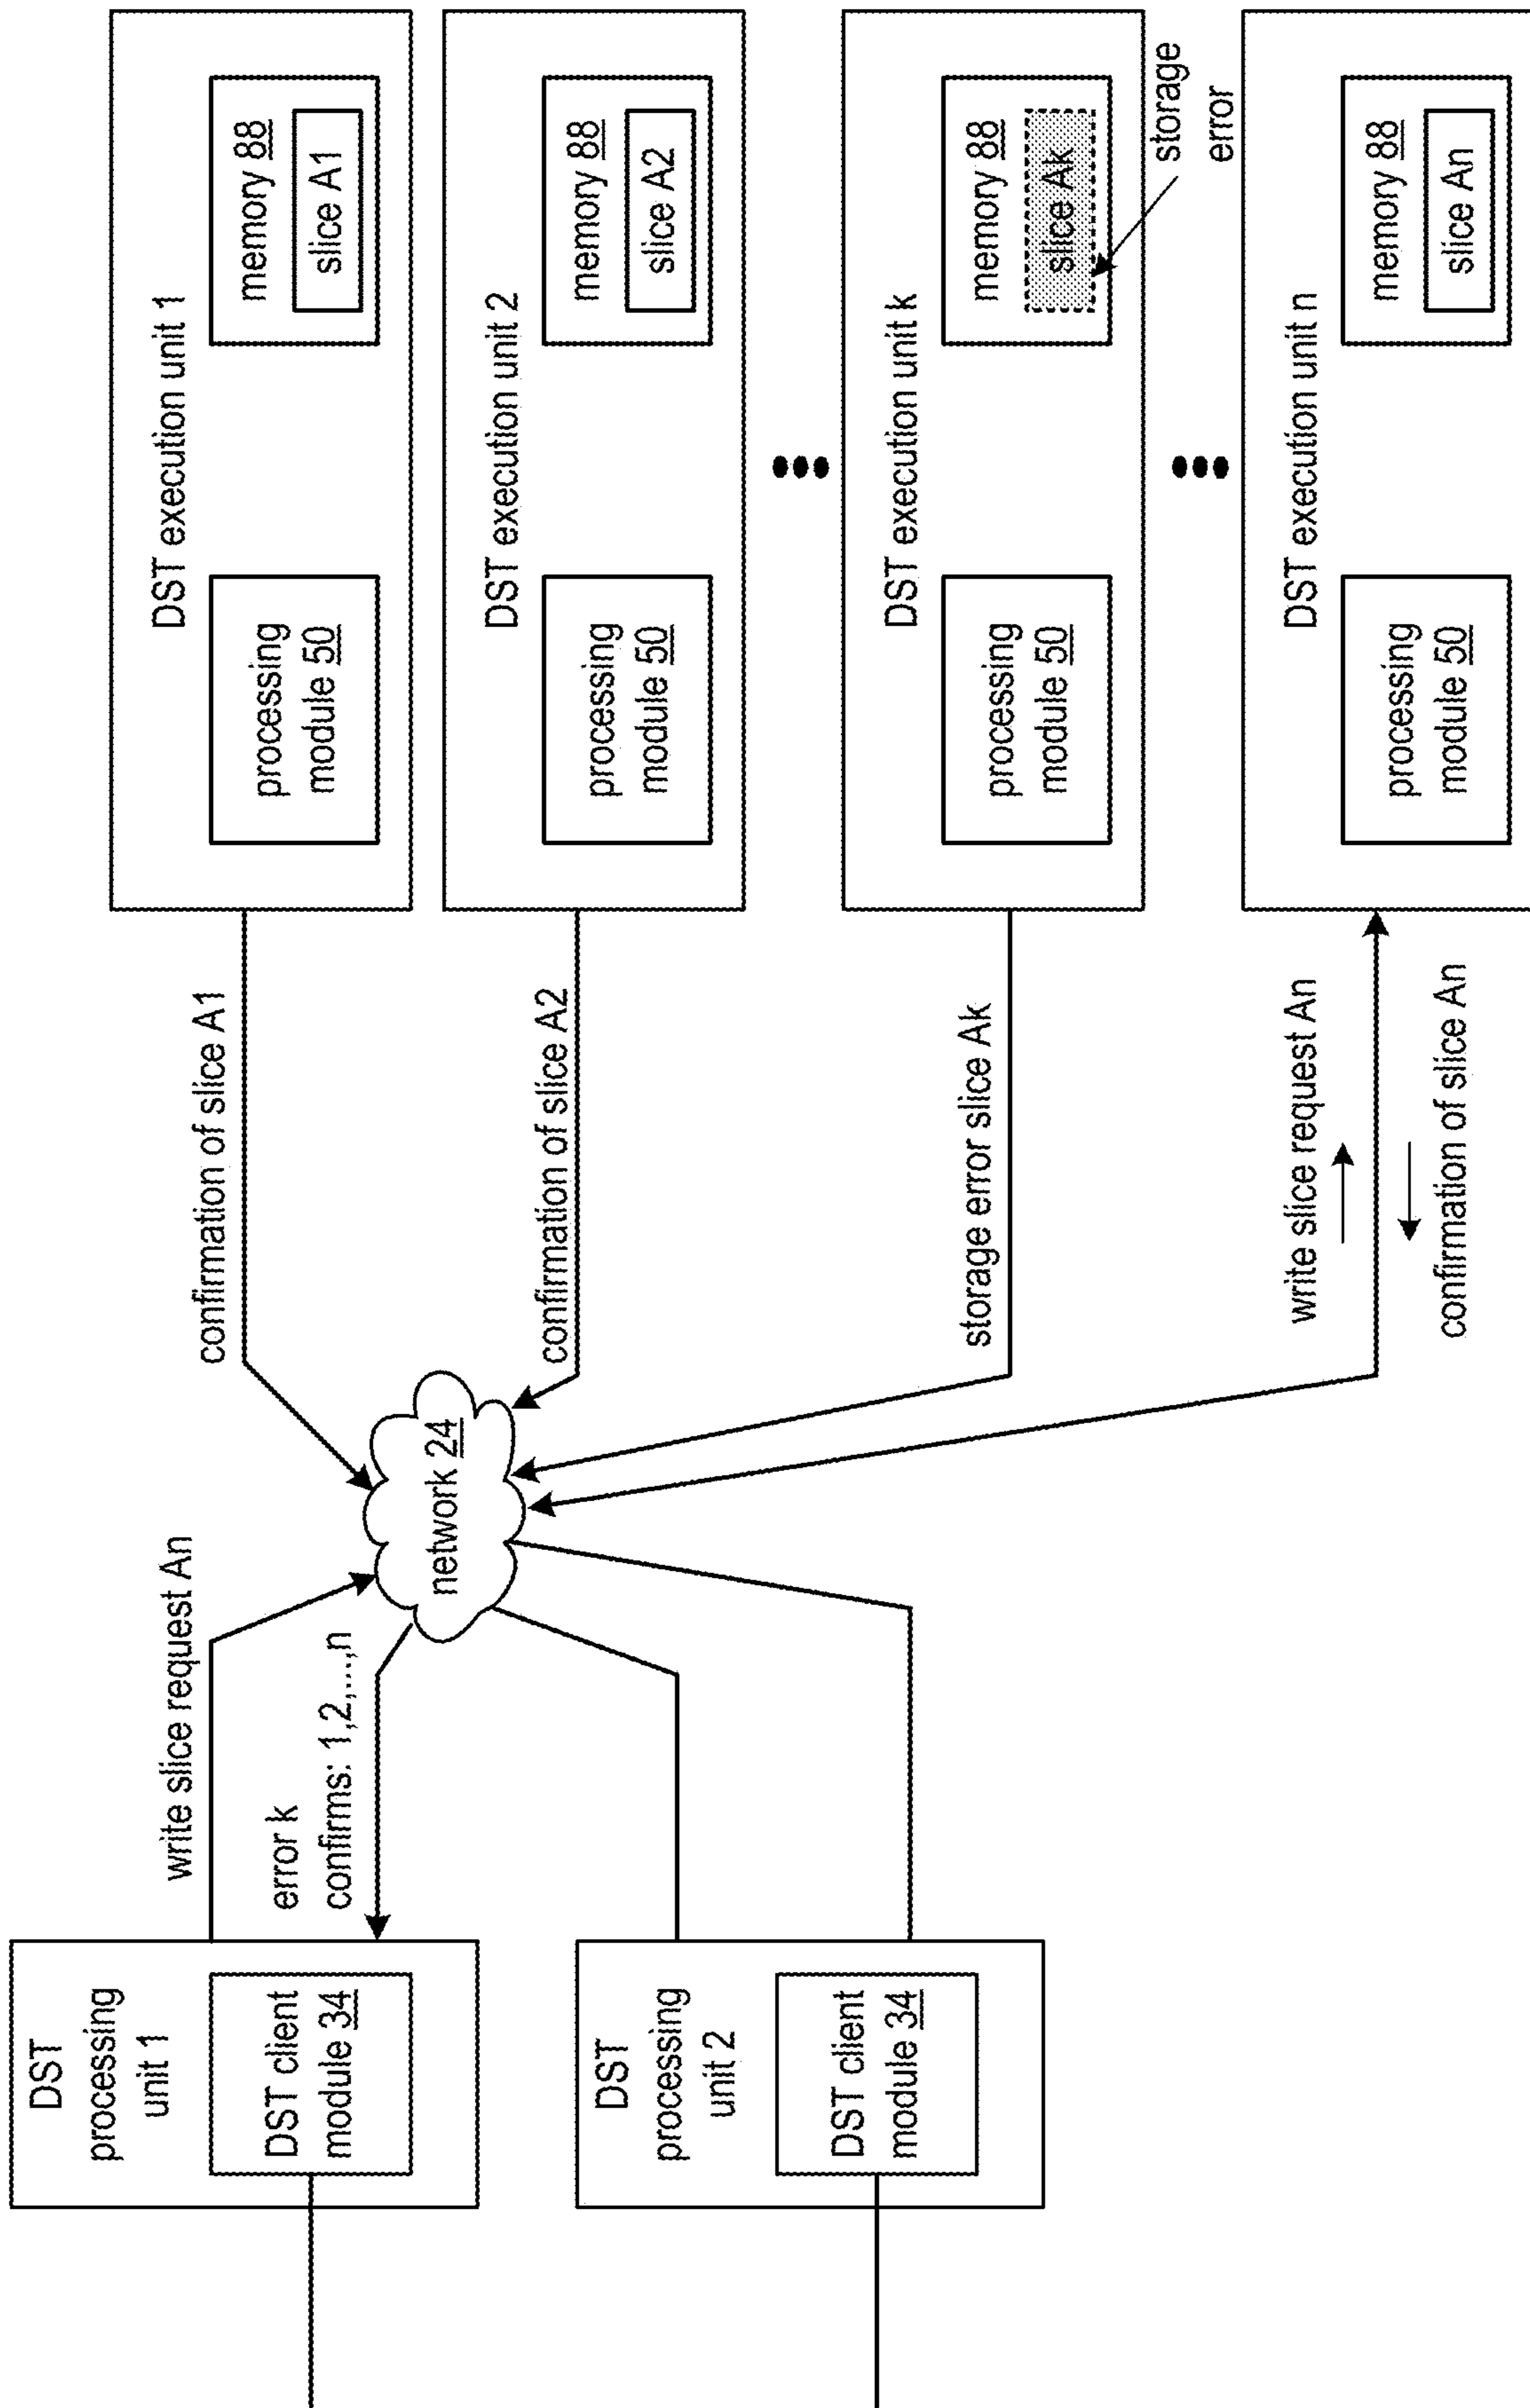 DST
processing
unit 1
DST client
module 34
DST
processing
unit 2
DST client
module 34
write slice request An
error k
confirms: 1,2,...,n
network 24
confirmation of slice A1
confirmation of slice A2
storage error slice Ak
write slice request An
confirmation of slice An
DST execution unit 1
processing
module 50
memory 88
slice A1
DST execution unit 2
processing
module 50
memory 88
slice A2
DST execution unit k
processing
module 50
memory 88
slice Ak
storage
error
DST execution unit n
processing
module 50
memory 88
slice An